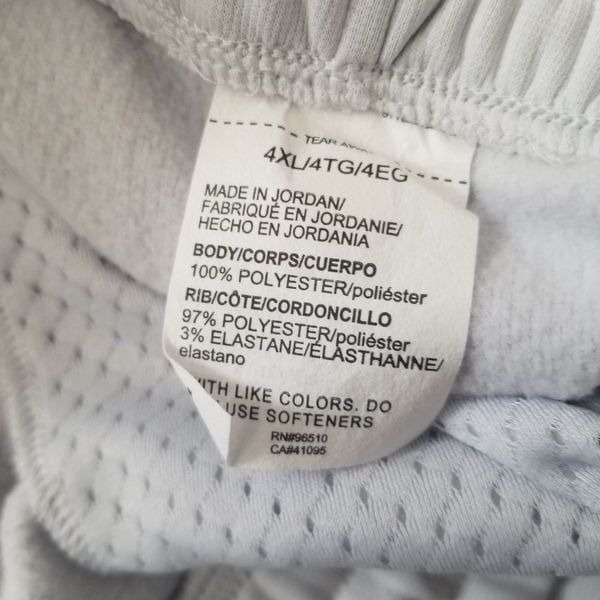 TEAR
4XL/4TG/4EG
MADE IN JORDAN/
FABRIQUÉ EN JORDANIE/
HECHO EN JORDANIA
BODY/CORPS/CUERPO
100% POLYESTER/poliéster
RIB/CÔTE/CORDONCILLO
97% POLYESTER/poliéster
3% ELASTANE/ÉLASTHANNE/
elastano
WITH LIKE COLORS. DO
USE SOFTENERS
RN#96510
CA#41095